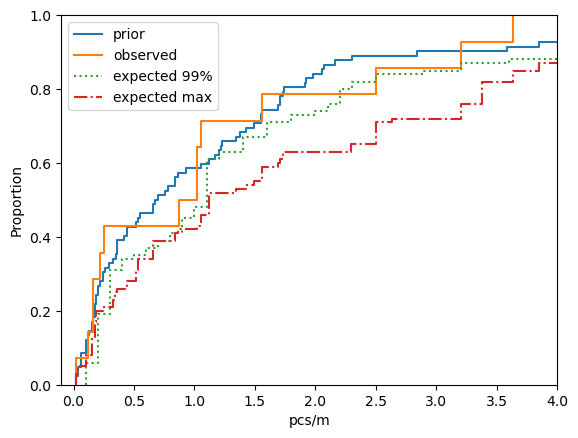 prior
observed
expected 99%
expected max
1.0
0.8
0.6
0.4
0.2
0.0
Proportion
0.0 0.5 1.0 1.5 2.0 2.5 3.0 3.5 4.0
pcs/m